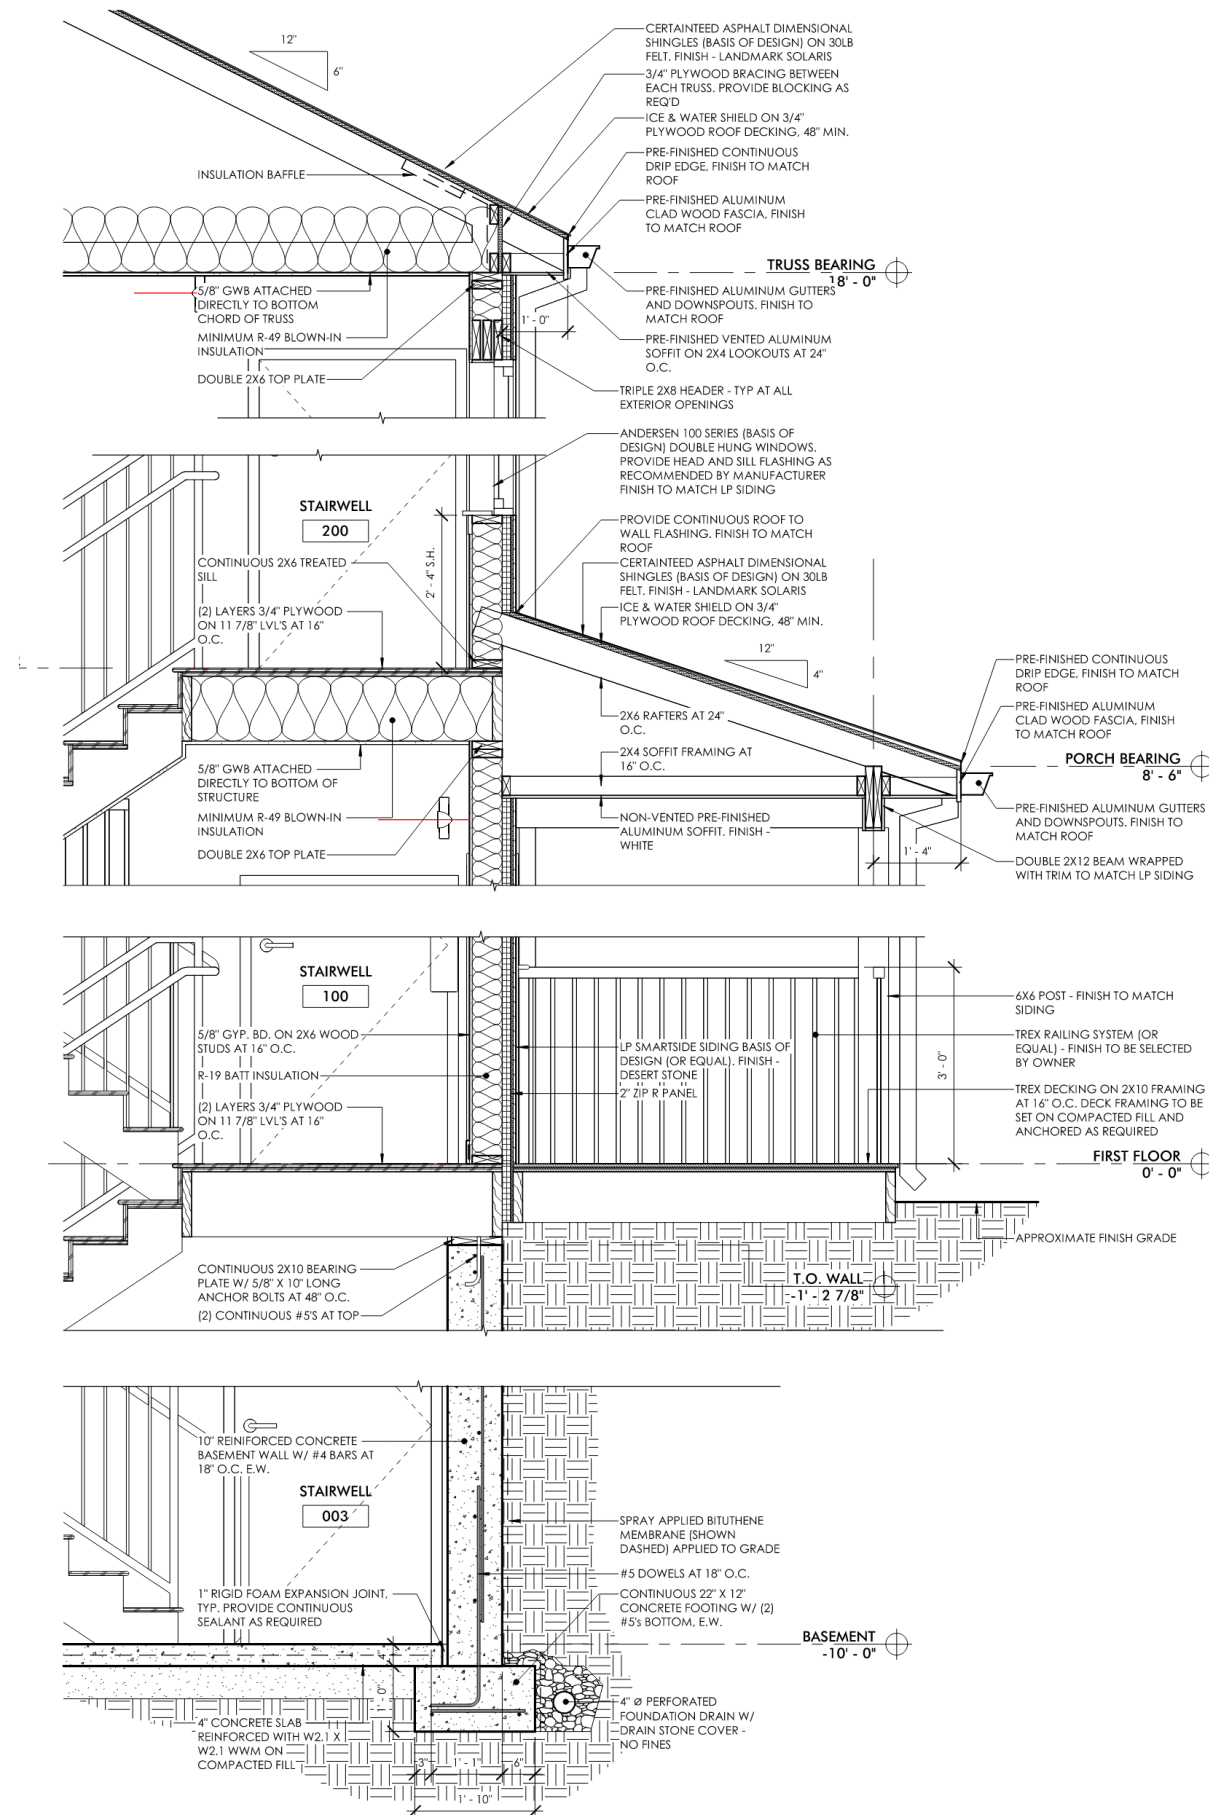 12"
6"
CERTAINTEED ASPHALT DIMENSIONAL
SHINGLES (BASIS OF DESIGN) ON 30LB
FELT. FINISH - LANDMARK SOLARIS
3/4" PLYWOOD BRACING BETWEEN
EACH TRUSS. PROVIDE BLOCKING AS
REQ'D
ICE & WATER SHIELD ON 3/4"
PLYWOOD ROOF DECKING, 48" MIN.
PRE-FINISHED CONTINUOUS
DRIP EDGE, FINISH TO MATCH
ROOF
INSULATION BAFFLE
PRE-FINISHED ALUMINUM
CLAD WOOD FASCIA, FINISH
TO MATCH ROOF
TRUSS BEARING
18' - 0"
5/8" GWB ATTACHED
DIRECTLY TO BOTTOM
CHORD OF TRUSS
PRE-FINISHED ALUMINUM GUTTERS
AND DOWNSPOUTS. FINISH TO
MATCH ROOF
1' - 0"
MINIMUM R-49 BLOWN-IN
INSULATION
PRE-FINISHED VENTED ALUMINUM
SOFFIT ON 2X4 LOOKOUTS AT 24"
O.C.
DOUBLE 2X6 TOP PLATE
TRIPLE 2X8 HEADER - TYP AT ALL
EXTERIOR OPENINGS
ANDERSEN 100 SERIES (BASIS OF
DESIGN) DOUBLE HUNG WINDOWS.
PROVIDE HEAD AND SILL FLASHING AS
RECOMMENDED BY MANUFACTURER
FINISH TO MATCH LP SIDING
STAIRWELL
200
PROVIDE CONTINUOUS ROOF TO
WALL FLASHING. FINISH TO MATCH
ROOF
2' - 4" S.H.
CONTINUOUS 2X6 TREATED
SILL
CERTAINTEED ASPHALT DIMENSIONAL
SHINGLES (BASIS OF DESIGN) ON 30LB
FELT. FINISH - LANDMARK SOLARIS
(2) LAYERS 3/4" PLYWOOD
ON 11 7/8" LVL'S AT 16"
O.C.
ICE & WATER SHIELD ON 3/4"
PLYWOOD ROOF DECKING, 48" MIN.
12"
4"
PRE-FINISHED CONTINUOUS
DRIP EDGE, FINISH TO MATCH
ROOF
PRE-FINISHED ALUMINUM
CLAD WOOD FASCIA, FINISH
TO MATCH ROOF
2X6 RAFTERS AT 24"
O.C.
2X4 SOFFIT FRAMING AT
16" O.C.
PORCH BEARING
8' - 6"
5/8" GWB ATTACHED
DIRECTLY TO BOTTOM OF
STRUCTURE
MINIMUM R-49 BLOWN-IN
INSULATION
NON-VENTED PRE-FINISHED
ALUMINUM SOFFIT. FINISH -
WHITE
PRE-FINISHED ALUMINUM GUTTERS
AND DOWNSPOUTS. FINISH TO
MATCH ROOF
DOUBLE 2X6 TOP PLATE
1' - 4"
DOUBLE 2X12 BEAM WRAPPED
WITH TRIM TO MATCH LP SIDING
STAIRWELL
100
6X6 POST - FINISH TO MATCH
SIDING
5/8" GYP. BD. ON 2X6 WOOD
STUDS AT 16" O.C.
R-19 BATT INSULATION
LP SMARTSIDE SIDING BASIS OF
DESIGN (OR EQUAL). FINISH -
DESERT STONE
2" ZIP R PANEL
TREX RAILING SYSTEM (OR
EQUAL) - FINISH TO BE SELECTED
BY OWNER
3' - 0"
(2) LAYERS 3/4" PLYWOOD
ON 11 7/8" LVL'S AT 16"
O.C.
TREX DECKING ON 2X10 FRAMING
AT 16" O.C. DECK FRAMING TO BE
SET ON COMPACTED FILL AND
ANCHORED AS REQUIRED
FIRST FLOOR
0' - 0"
APPROXIMATE FINISH GRADE
CONTINUOUS 2X10 BEARING
PLATE W/ 5/8" X 10" LONG
ANCHOR BOLTS AT 48" O.C.
(2) CONTINUOUS #5'S AT TOP
T.O. WALL
-1' - 2 7/8"
10" REINIFORCED CONCRETE
BASEMENT WALL W/ #4 BARS AT
18" O.C. E.W.
STAIRWELL
003
SPRAY APPLIED BITUTHENE
MEMBRANE (SHOWN
DASHED) APPLIED TO GRADE
#5 DOWELS AT 18" O.C.
1" RIGID FOAM EXPANSION JOINT,
TYP. PROVIDE CONTINUOUS
SEALANT AS REQUIRED
CONTINUOUS 22" X 12"
CONCRETE FOOTING W/ (2)
#5's BOTTOM, E.W.
BASEMENT
-10' - 0"
4"
1' - 0"
4" Ø PERFORATED
FOUNDATION DRAIN W/
DRAIN STONE COVER -
NO FINES
4" CONCRETE SLAB
REINFORCED WITH W2.1 X
W2.1 WWM ON
COMPACTED FILL
3"
1' - 1"
6"
1' - 10"